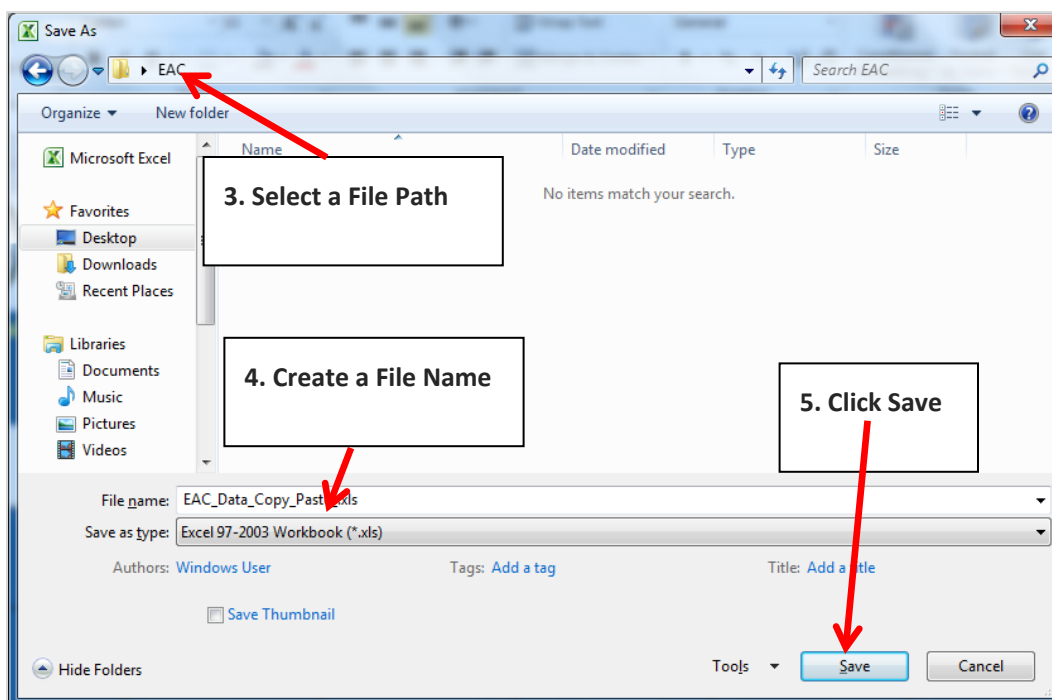 Save As
EAC
Search EAC
Organize
New folder
Microsoft Excel
Favorites
Desktop
Downloads
Recent Places
Libraries
Documents
Music
Pictures
Videos
Name
Date modified
Type
Size
No items match your search.
3. Select a File Path
4. Create a File Name
5. Click Save
File name: EAC_Data_Copy_Past .xls
Save as type: Excel 97-2003 Workbook (*.xls)
Authors: Windows User
Tags: Add a tag
Title: Add a title
Save Thumbnail
Hide Folders
Tools
Save
Cancel